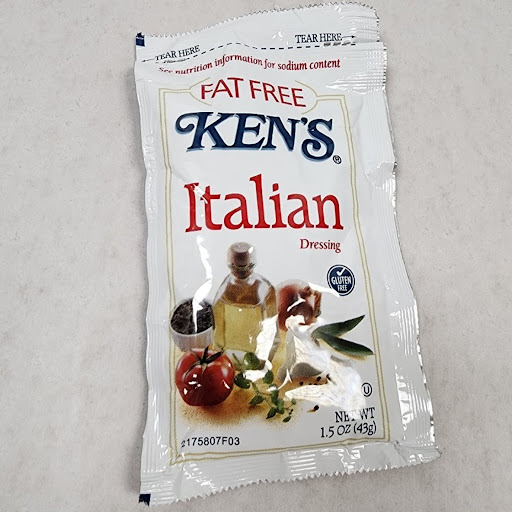 TEAR HERE
TEAR HERE
See nutrition information for sodium content
FAT FREE
KEN'S®
Italian
Dressing
GLUTEN
FREE
U
NET WT
1.5 OZ (43g)
2175807F03